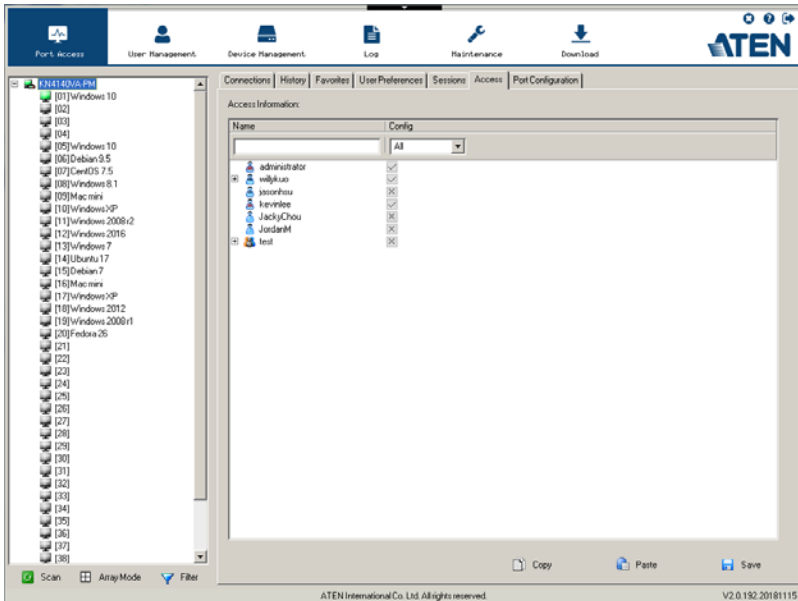 Port Access
User Management
Device Management
Log
Maintenance
Download
ATEN
KN4140VA-PM
[01]Windows 10
[02]
[03]
[04]
[05]Windows 10
[06]Debian 9.5
[07]CentOS 7.5
[08]Windows 8.1
[09]Mac mini
[10]Windows XP
[11]Windows 2008 r2
[12]Windows 2016
[13]Windows 7
[14]Ubuntu 17
[15]Debian 7
[16]Mac mini
[17]Windows XP
[18]Windows 2012
[19]Windows 2008 r1
[20]Fedora 26
[21]
[22]
[23]
[24]
[25]
[26]
[27]
[28]
[29]
[30]
[31]
[32]
[33]
[34]
[35]
[36]
[37]
[38]
Scan
Array Mode
Filter
Connections
History
Favorites
User Preferences
Sessions
Access
Port Configuration
Access Information:
Name
Config
All
administrator
willykuo
jasonhsu
kevinlee
JackyChou
JordanM
test
Copy
Paste
Save
ATEN International Co. Ltd. All rights reserved.
V2.0.192.20181115